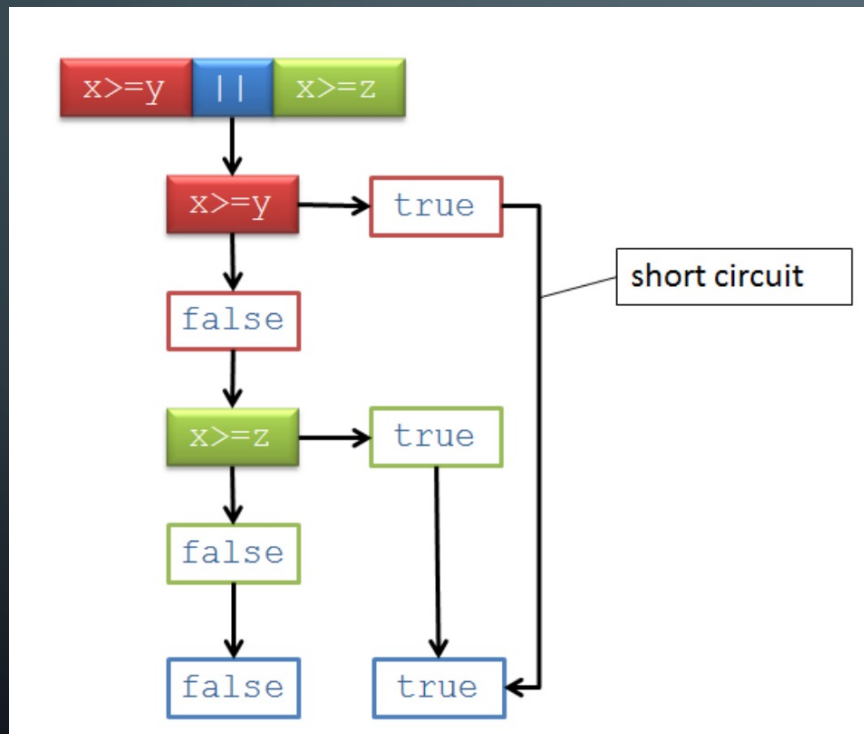 x>=y || x>=z
x>=y true
short circuit
false
x>=z true
false
false true